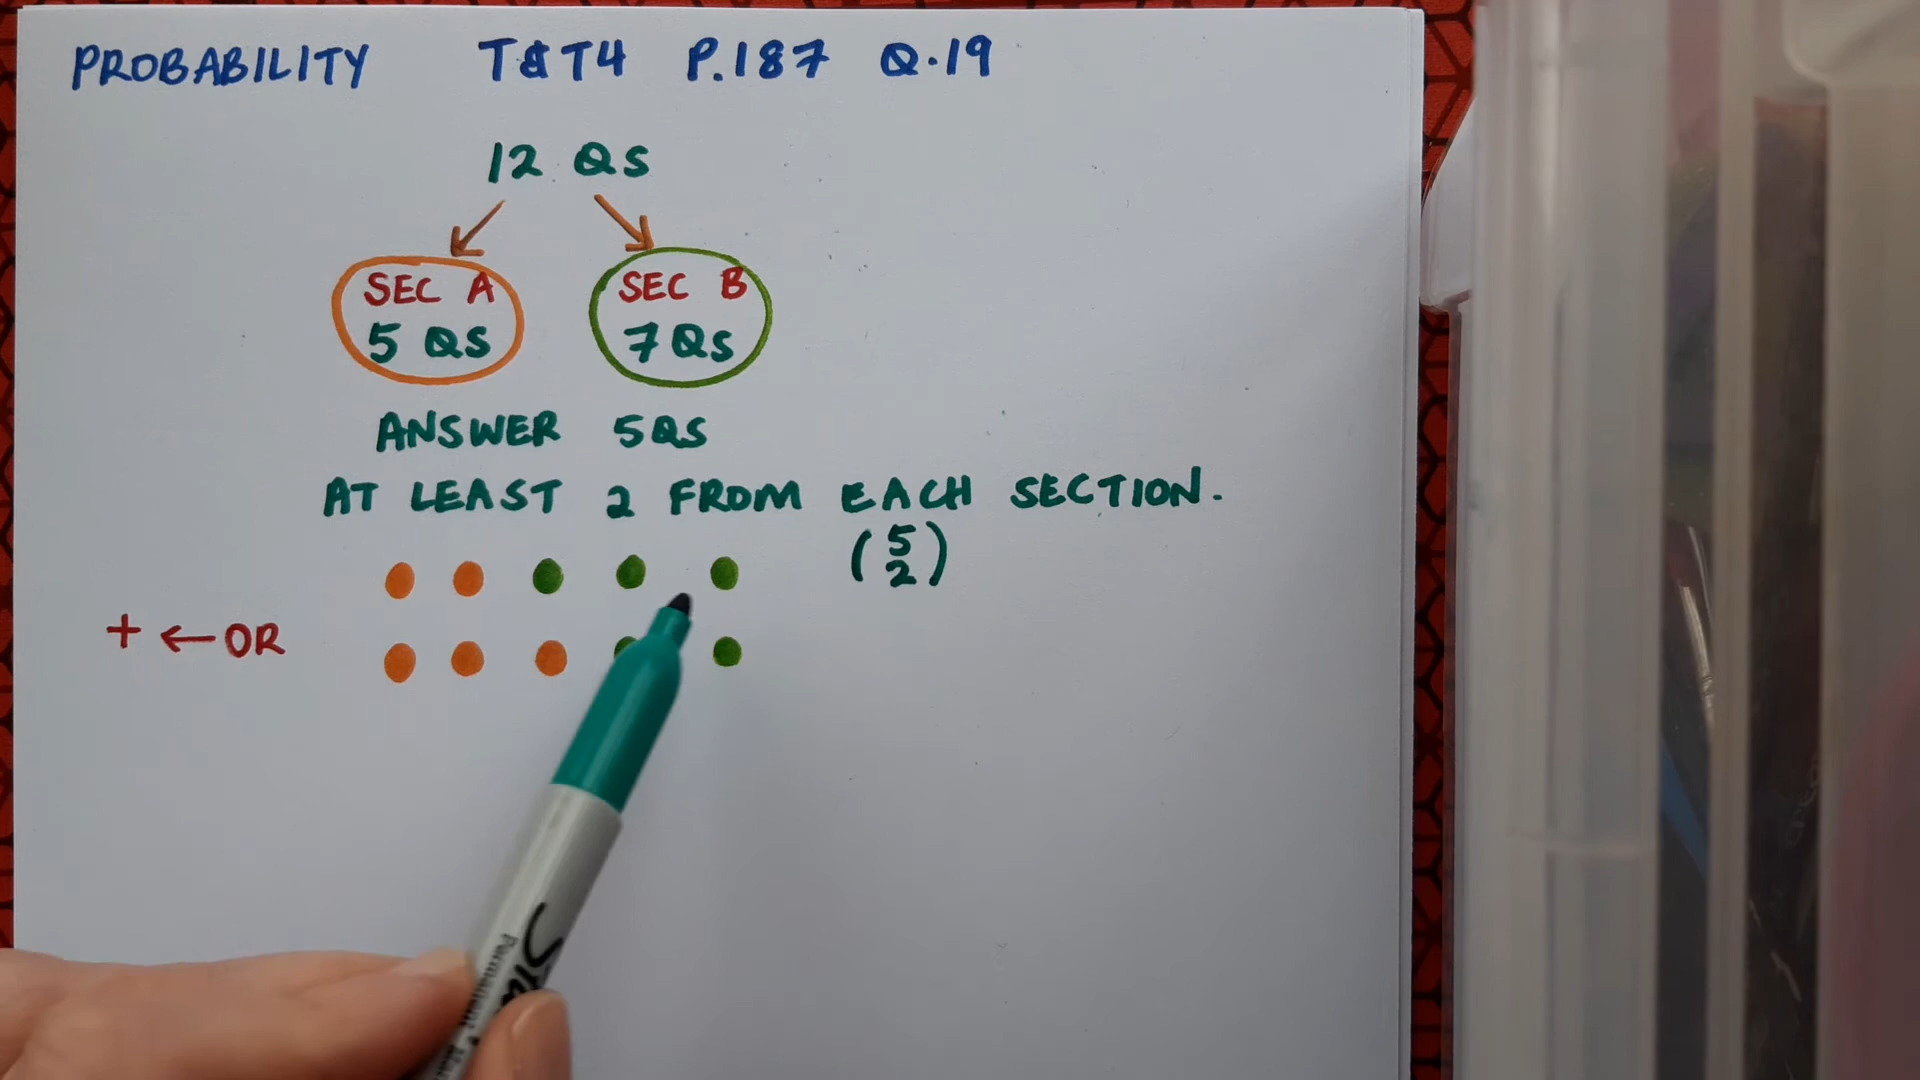 PROBABILITY T&T4 P.187 Q.19
12 QS
SEC A SEC B
5 QS 7 QS
ANSWER 5QS
AT LEAST 2 FROM EACH SECTION.
(5
2)
+ ← OR